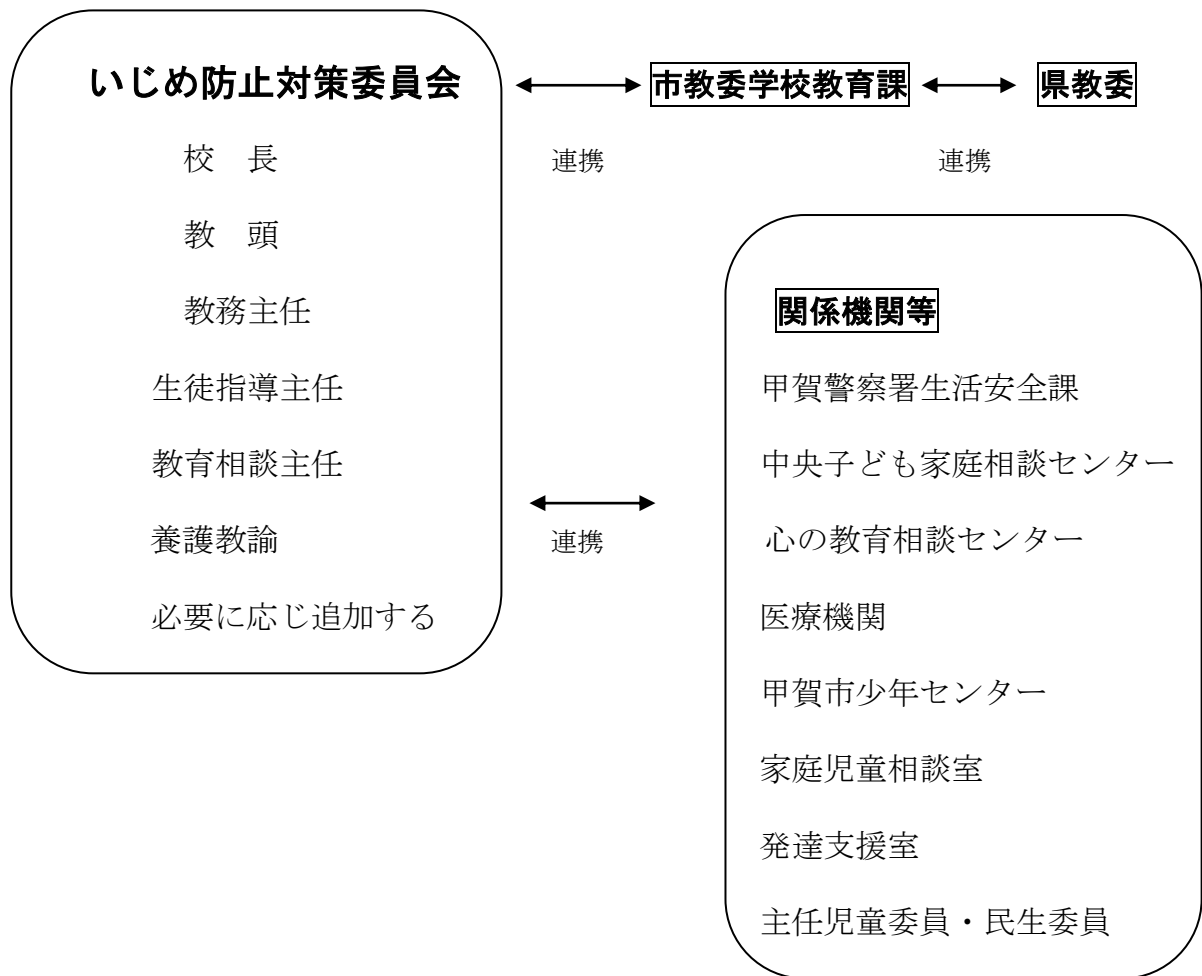 いじめ防止対策委員会
市教委学校教育課
県教委
連携
連携
校　長
教　頭
教務主任
生徒指導主任
教育相談主任
養護教諭
必要に応じ追加する
連携
関係機関等
甲賀警察署生活安全課
中央子ども家庭相談センター
心の教育相談センター
医療機関
甲賀市少年センター
家庭児童相談室
発達支援室
主任児童委員・民生委員